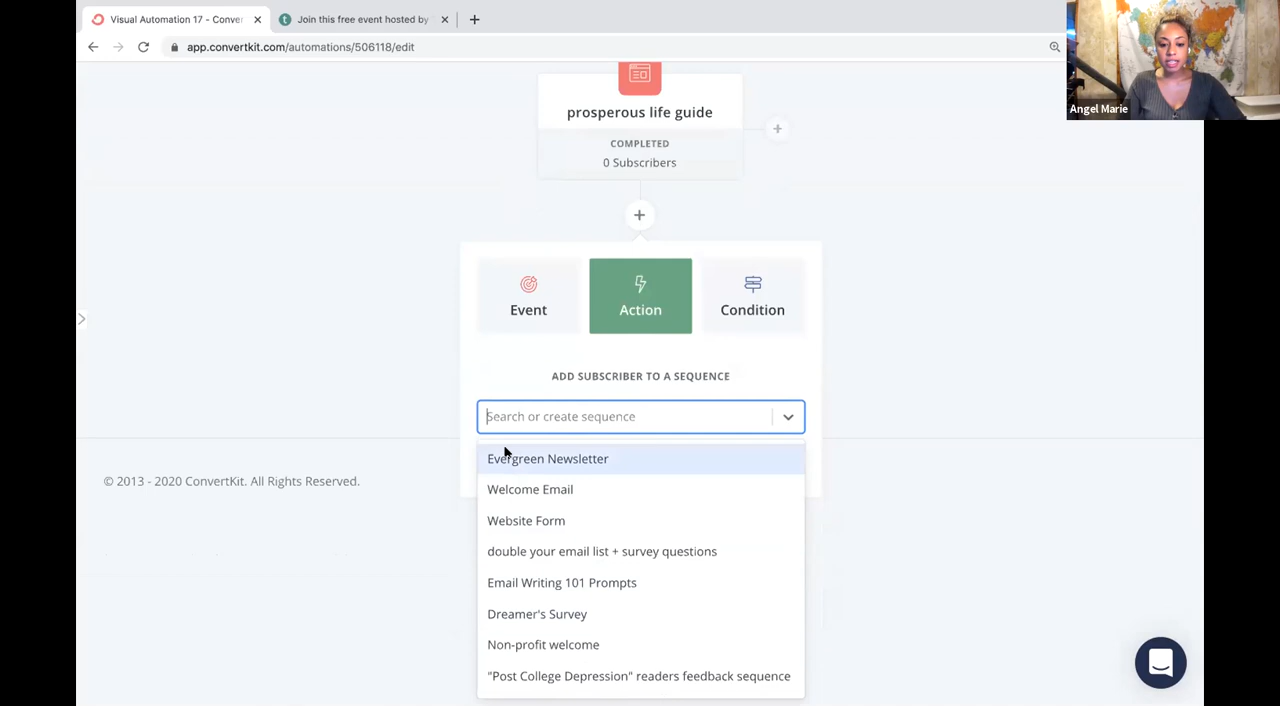 Visual Automation 17 - Conver
Join this free event hosted by
app.convertkit.com/automations/506118/edit
Angel Marie
prosperous life guide
COMPLETED
0 Subscribers
Event
Action
Condition
ADD SUBSCRIBER TO A SEQUENCE
Search or create sequence
Evergreen Newsletter
Welcome Email
Website Form
double your email list + survey questions
Email Writing 101 Prompts
Dreamer's Survey
Non-profit welcome
"Post College Depression" readers feedback sequence
© 2013 - 2020 ConvertKit. All Rights Reserved.